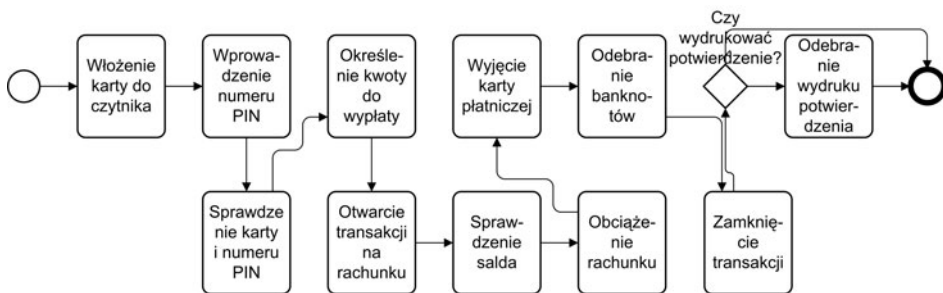 Włożenie
karty do
czytnika
Wprowa-
dzenie
numeru
PIN
Określe-
nie kwoty
do
wypłaty
Wyjęcie
karty
płatniczej
Odebra-
nie
bankno-
tów
Czy
wydrukować
potwierdzenie?
Odebra-
nie
wydruku
potwier-
dzenia
Sprawdze
nie karty
i numeru
PIN
Otwarcie
transakcji
na
rachunku
Spraw-
dzenie
salda
Obciąże-
nie
rachunku
Zamknię-
cie
transakcji